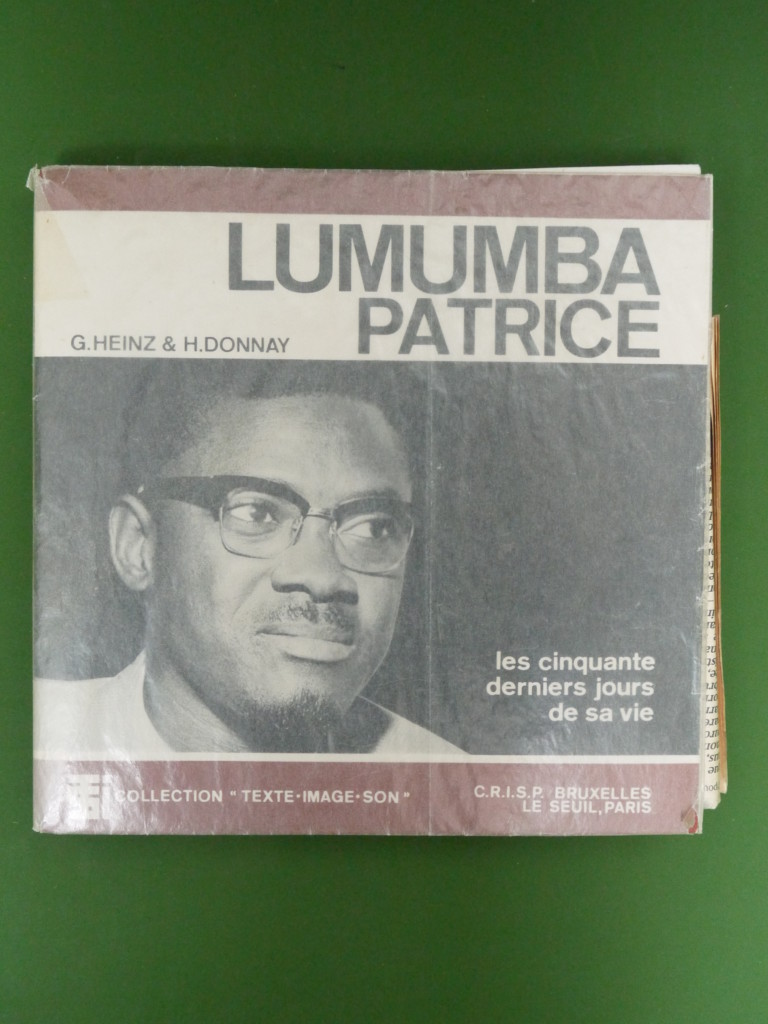 LUMUMBA
PATRICE
G.HEINZ & H.DONNAY
les cinquante
derniers jours
de sa vie
COLLECTION " TEXTE·IMAGE·SON "
C.R.I.S.P. BRUXELLES
LE SEUIL, PARIS